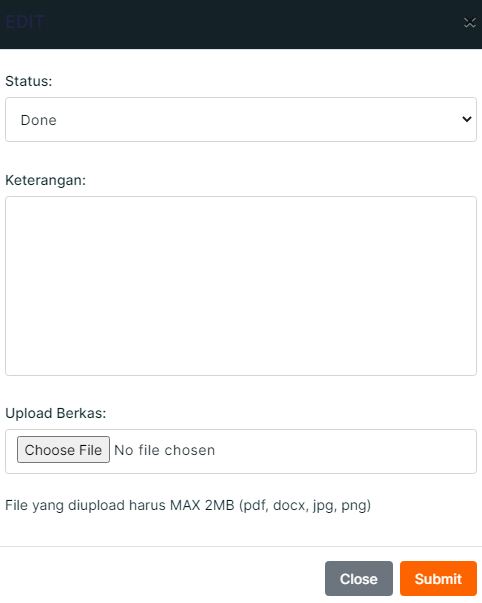 EDIT
Status:
Done
Keterangan:
Upload Berkas:
Choose File No file chosen
File yang diupload harus MAX 2MB (pdf, docx, jpg, png)
Close Submit